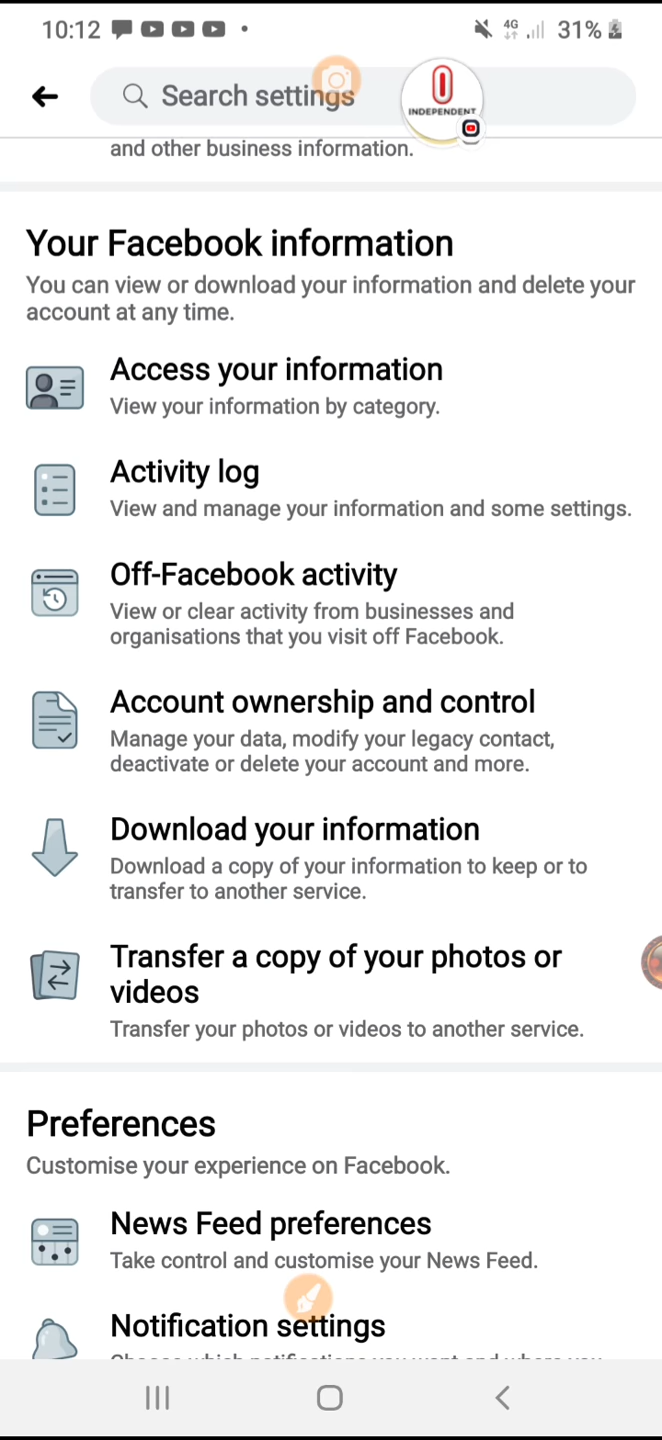 10:12
4G
31%
Search settings
INDEPENDENT
and other business information.
Your Facebook information
You can view or download your information and delete your
account at any time.
Access your information
View your information by category.
Activity log
View and manage your information and some settings.
Off-Facebook activity
View or clear activity from businesses and
organisations that you visit off Facebook.
Account ownership and control
Manage your data, modify your legacy contact,
deactivate or delete your account and more.
Download your information
Download a copy of your information to keep or to
transfer to another service.
Transfer a copy of your photos or
videos
Transfer your photos or videos to another service.
Preferences
Customise your experience on Facebook.
News Feed preferences
Take control and customise your News Feed.
Notification settings